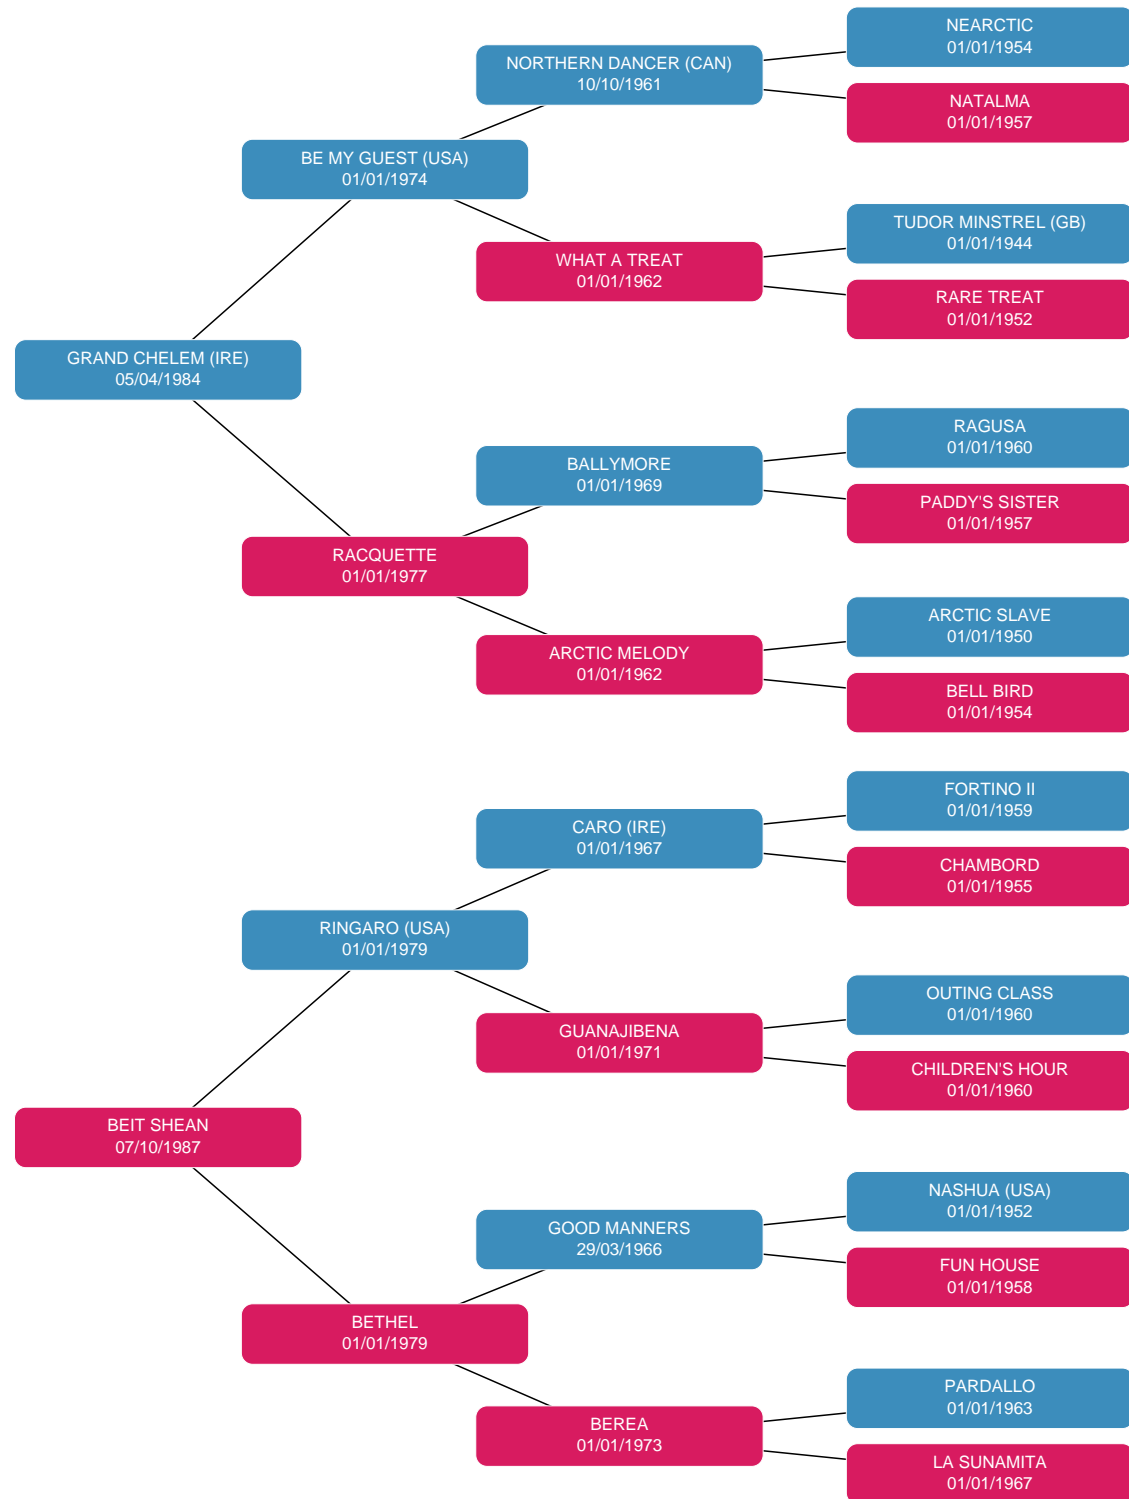 NEARCTIC
01/01/1954
NORTHERN DANCER (CAN)
10/10/1961
NATALMA
01/01/1957
BE MY GUEST (USA)
01/01/1974
TUDOR MINSTREL (GB)
01/01/1944
WHAT A TREAT
01/01/1962
RARE TREAT
01/01/1952
GRAND CHELEM (IRE)
05/04/1984
RAGUSA
01/01/1960
BALLYMORE
01/01/1969
PADDY'S SISTER
01/01/1957
RACQUETTE
01/01/1977
ARCTIC SLAVE
01/01/1950
ARCTIC MELODY
01/01/1962
BELL BIRD
01/01/1954
FORTINO II
01/01/1959
CARO (IRE)
01/01/1967
CHAMBORD
01/01/1955
RINGARO (USA)
01/01/1979
OUTING CLASS
01/01/1960
GUANAJIBENA
01/01/1971
CHILDREN'S HOUR
01/01/1960
BEIT SHEAN
07/10/1987
NASHUA (USA)
01/01/1952
GOOD MANNERS
29/03/1966
FUN HOUSE
01/01/1958
BETHEL
01/01/1979
PARDALLO
01/01/1963
BEREA
01/01/1973
LA SUNAMITA
01/01/1967